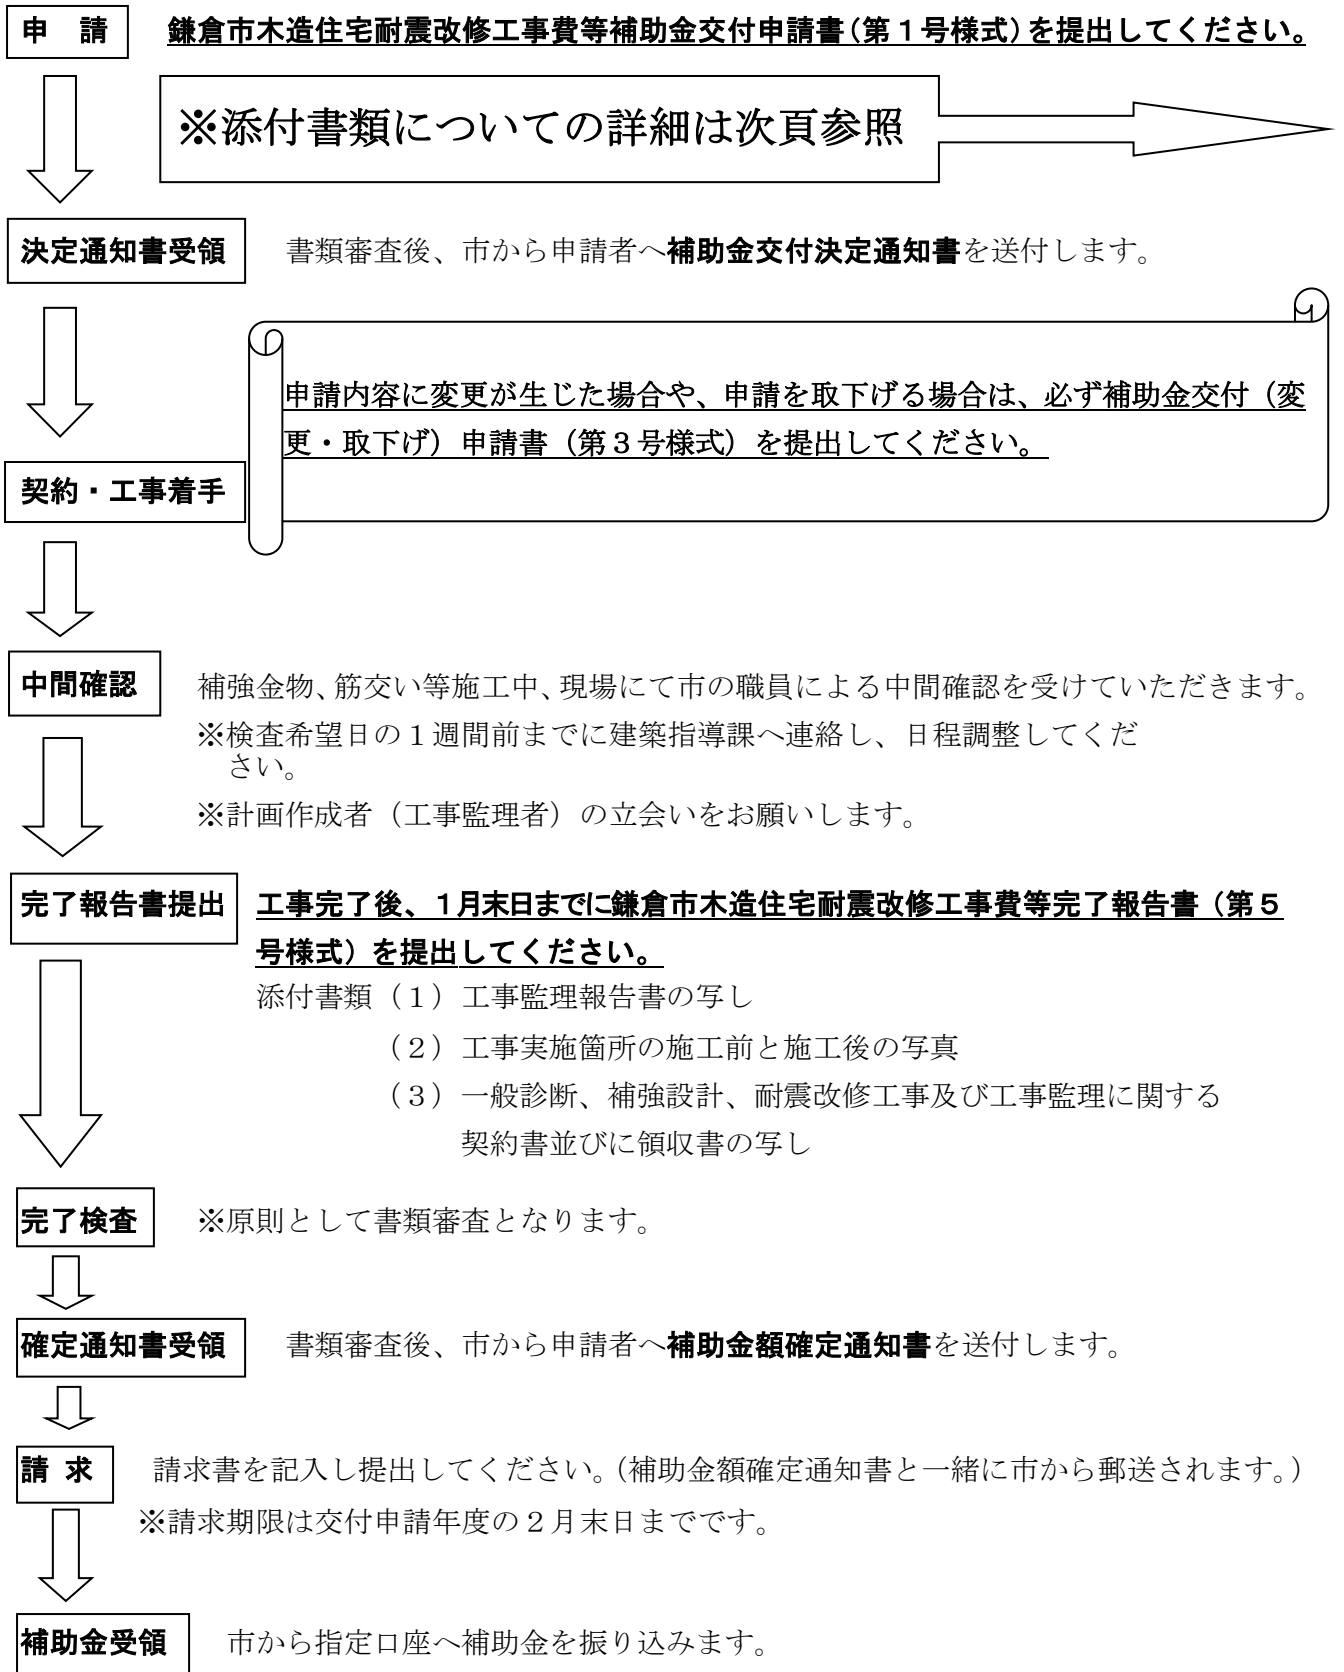 申　請　鎌倉市木造住宅耐震改修工事費等補助金交付申請書（第１号様式）を提出してください。
※添付書類についての詳細は次頁参照
決定通知書受領　書類審査後、市から申請者へ補助金交付決定通知書を送付します。
申請内容に変更が生じた場合や、申請を取下げる場合は、必ず補助金交付（変
更・取下げ）申請書（第３号様式）を提出してください。
契約・工事着手
中間確認　補強金物、筋交い等施工中、現場にて市の職員による中間確認を受けていただきます。
※検査希望日の１週間前までに建築指導課へ連絡し、日程調整してくだ
さい。
※計画作成者（工事監理者）の立会いをお願いします。
完了報告書提出　工事完了後、１月末日までに鎌倉市木造住宅耐震改修工事費等完了報告書（第５
号様式）を提出してください。
添付書類（１）工事監理報告書の写し
（２）工事実施箇所の施工前と施工後の写真
（３）一般診断、補強設計、耐震改修工事及び工事監理に関する
契約書並びに領収書の写し
完了検査　※原則として書類審査となります。
確定通知書受領　書類審査後、市から申請者へ補助金額確定通知書を送付します。
請 求　請求書を記入し提出してください。（補助金額確定通知書と一緒に市から郵送されます。）
※請求期限は交付申請年度の２月末日までです。
補助金受領　市から指定口座へ補助金を振り込みます。